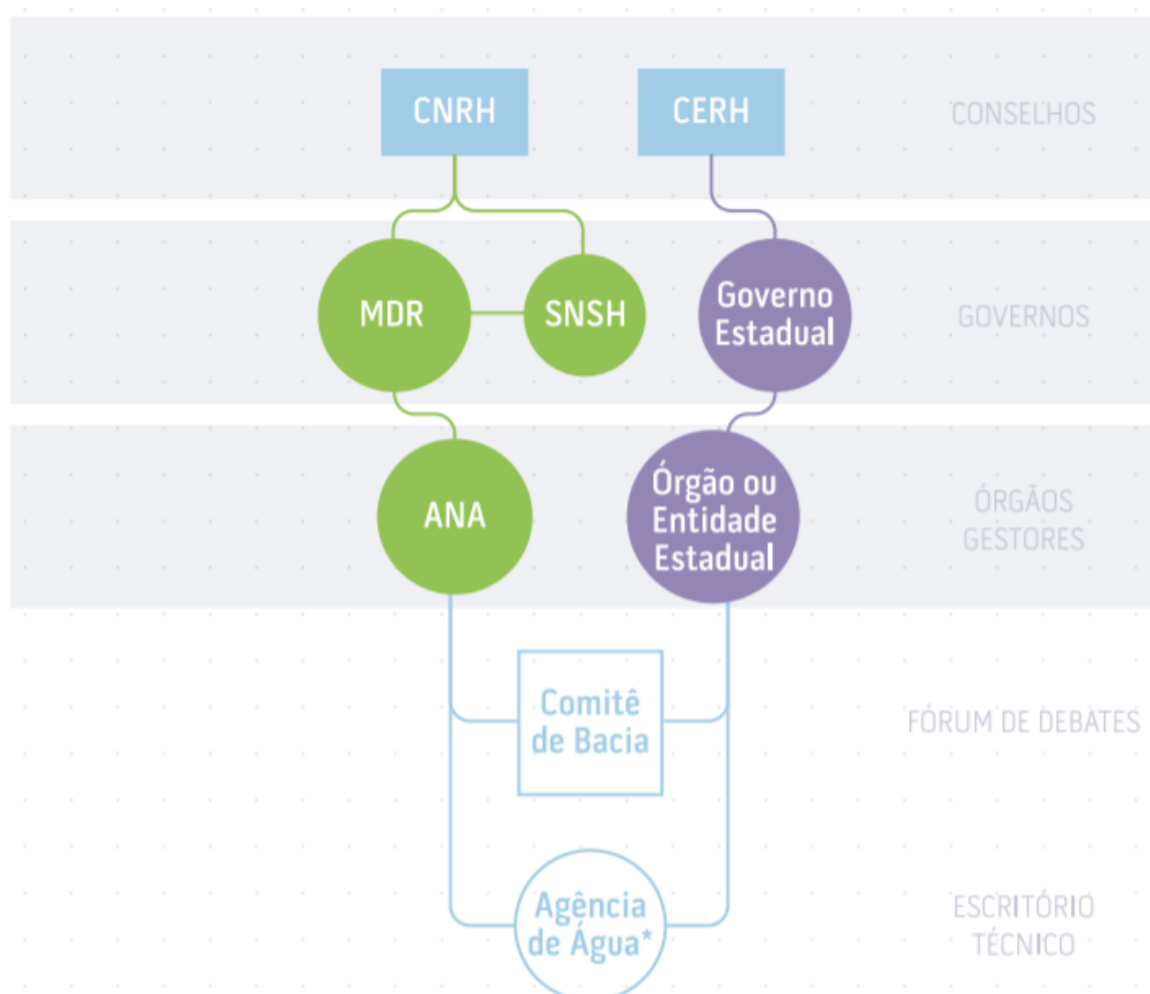 CNRH
CERH
CONSELHOS
MDR
SNSH
Governo
Estadual
GOVERNOS
ANA
Órgão ou
Entidade
Estadual
ÓRGÃOS
GESTORES
Comitê
de Bacia
FÓRUM DE DEBATES
Agência
de Água*
ESCRITÓRIO
TÉCNICO